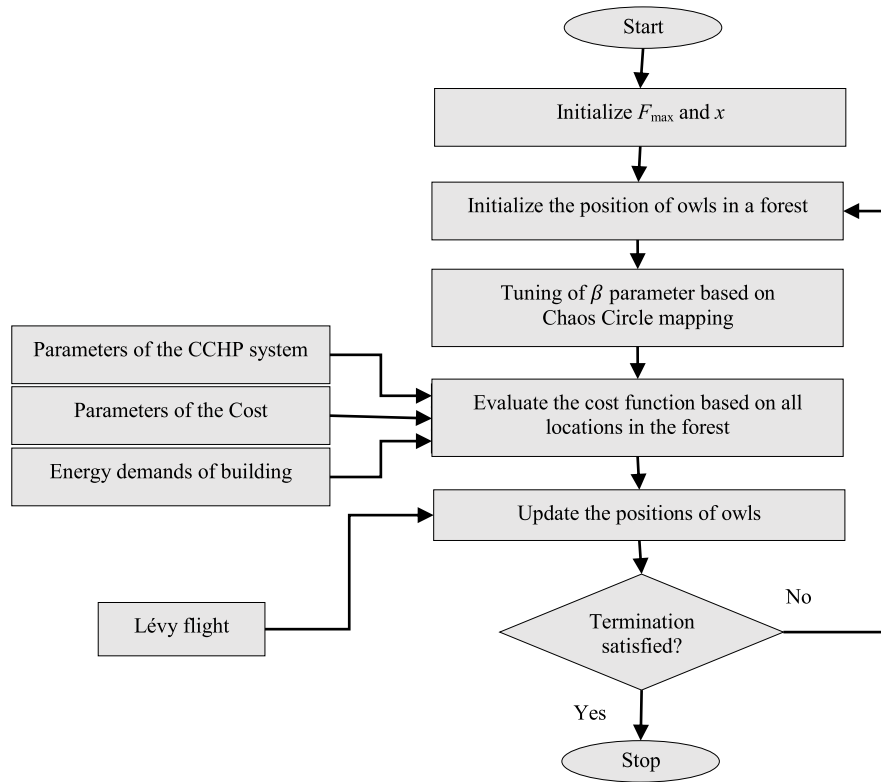 Start
Initialize Fmax and x
Initialize the position of owls in a forest
Tuning of β parameter based on
Chaos Circle mapping
Parameters of the CCHP system
Parameters of the Cost
Energy demands of building
Evaluate the cost function based on all
locations in the forest
Update the positions of owls
Lévy flight
Termination
satisfied?
No
Yes
Stop